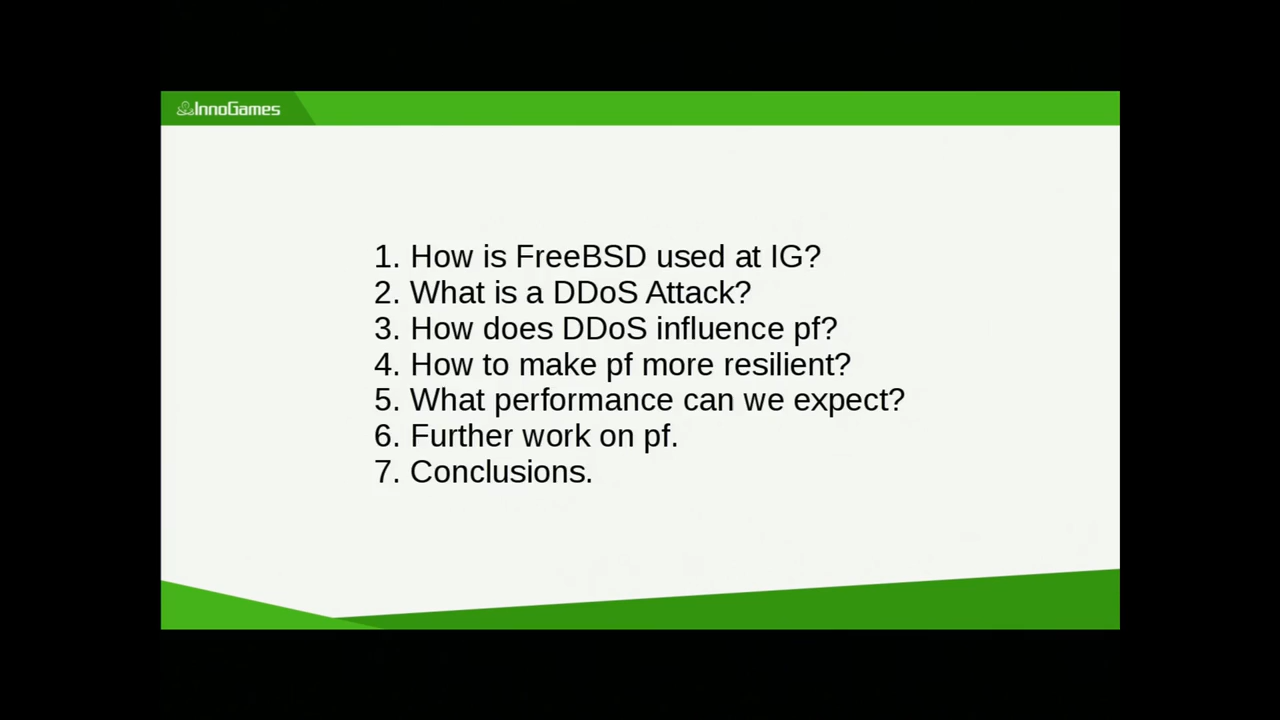 InnoGames
1. How is FreeBSD used at IG?
2. What is a DDoS Attack?
3. How does DDoS influence pf?
4. How to make pf more resilient?
5. What performance can we expect?
6. Further work on pf.
7. Conclusions.